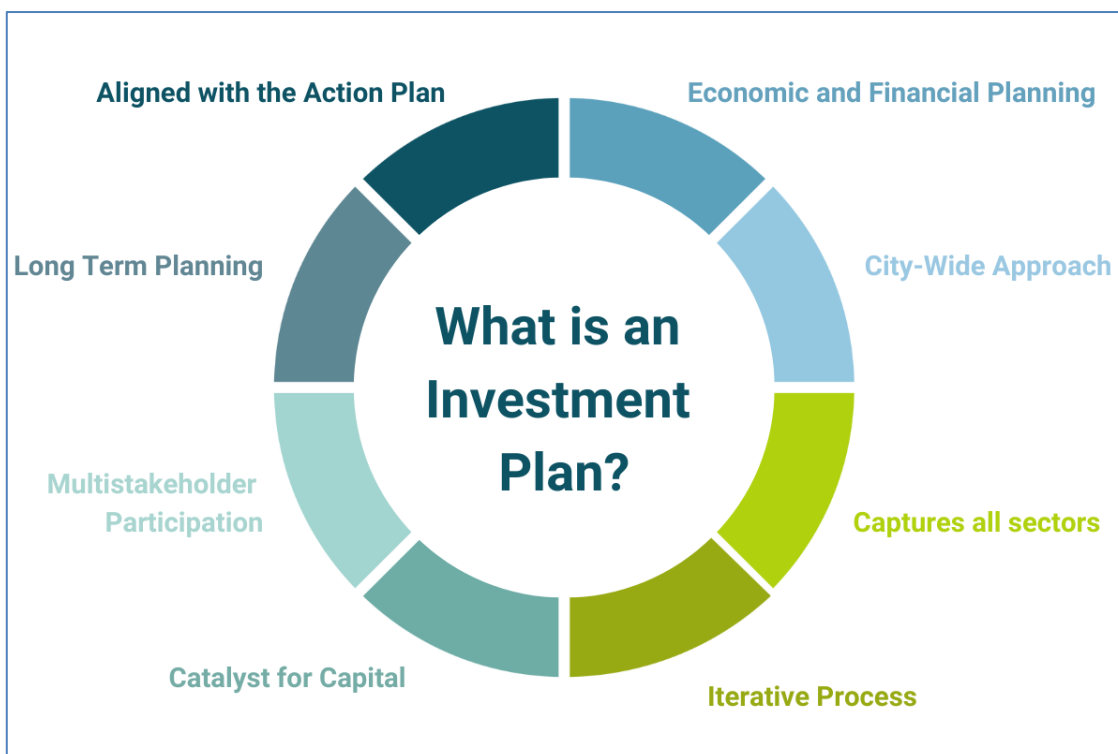 Aligned with the Action Plan
Economic and Financial Planning
Long Term Planning
City-Wide Approach
What is an
Investment
Plan?
Multistakeholder
Participation
Captures all sectors
Catalyst for Capital
Iterative Process